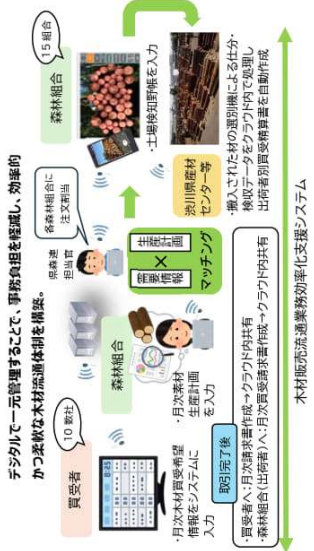 デジタルで一元管理することで、事務負担を軽減し、効率的
かつ柔軟な木材流通体制を構築。
買受者
10数社
・月次木材買受希望
情報をシステムに
入力
森林組合
・月次素材
生産計画
を入力
県森連
担当官
各森林組合に
注文割当
需要情報
×
生産計画
マッチング
森林組合
15組合
・土場検知野帳を入力
渋川県産材
センター等
・搬入された材の選別機による仕分・
検収データをクラウド内で処理し
出荷者別買受精算書を自動作成
取引完了後
・買受者へ:月次請求書作成→クラウド内共有
・森林組合(出荷者)へ:月次買受請求書作成→クラウド内共有
木材販売流通業務効率化支援システム